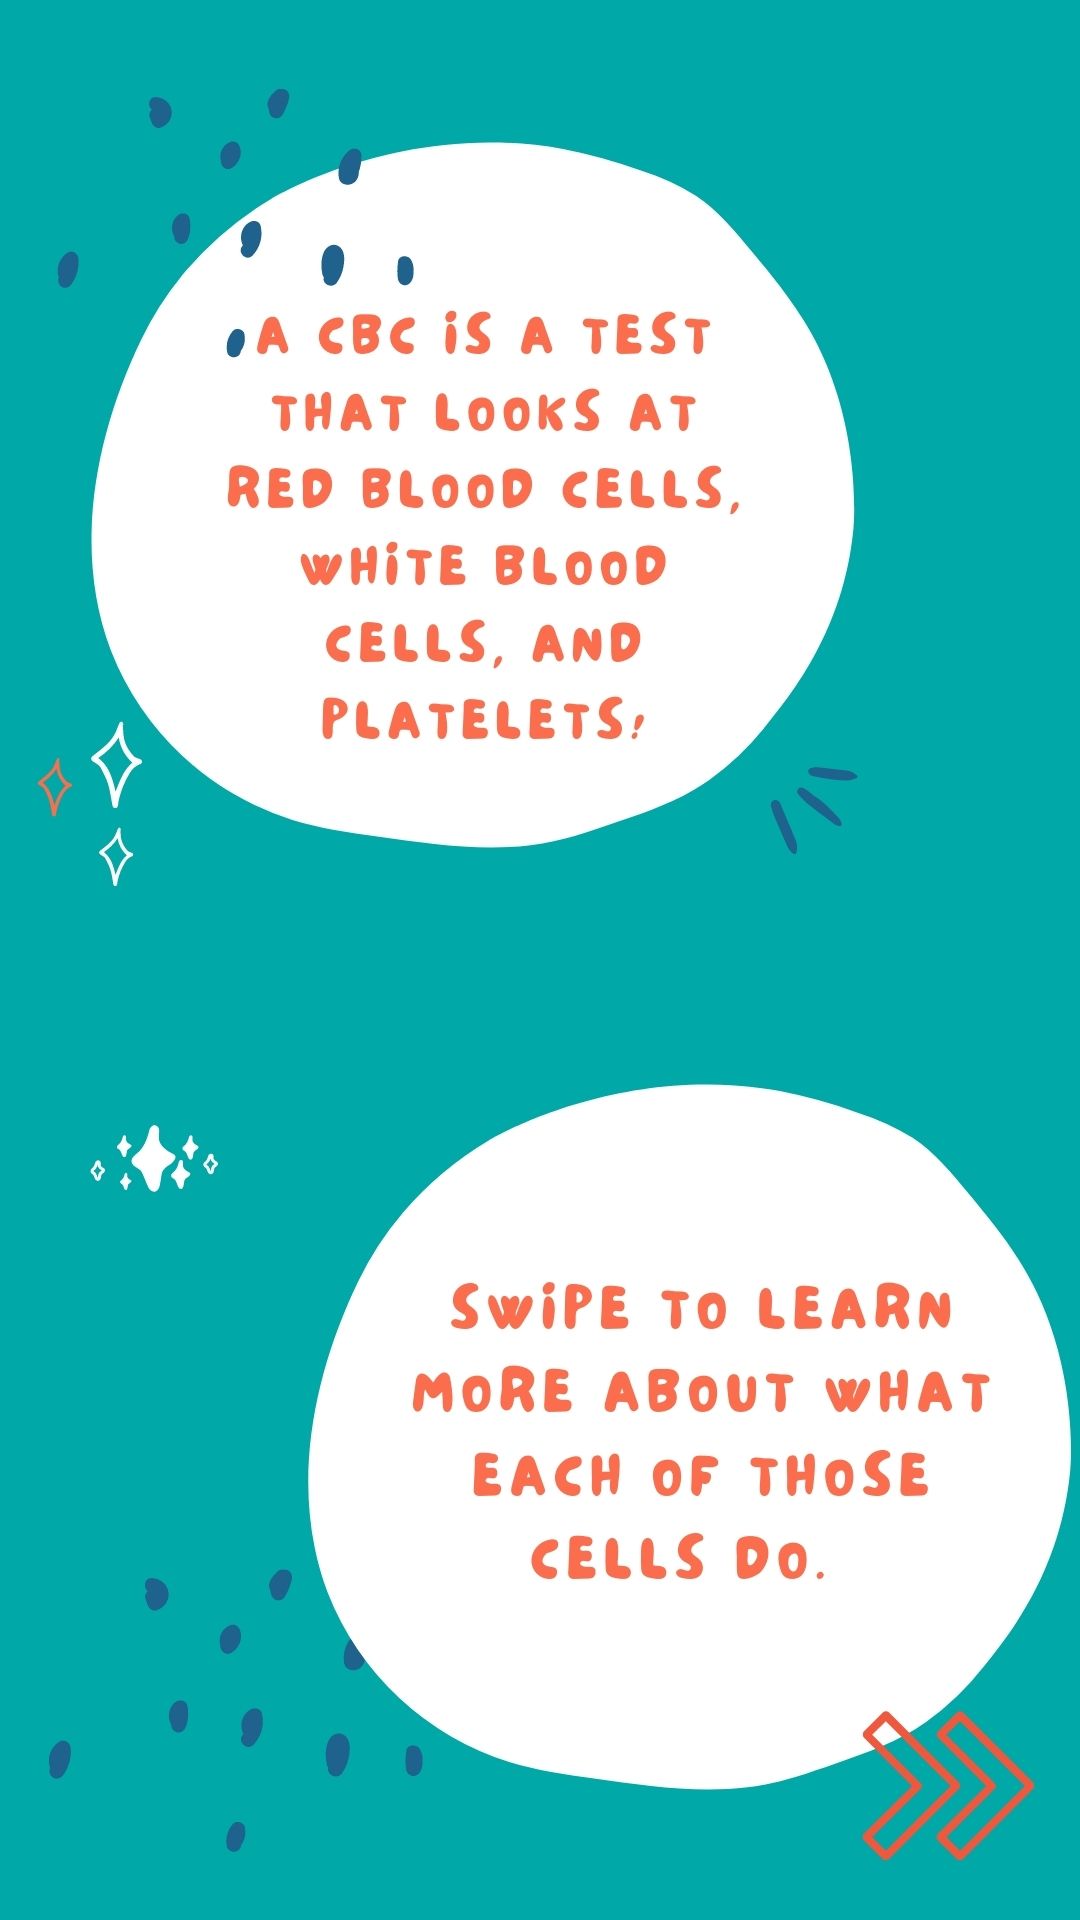 A CBC IS A TEST
THAT LOOKS AT
RED BLOOD CELLS,
WHITE BLOOD
CELLS, AND
PLATELETS!
SWIPE TO LEARN
MORE ABOUT WHAT
EACH OF THOSE
CELLS DO.